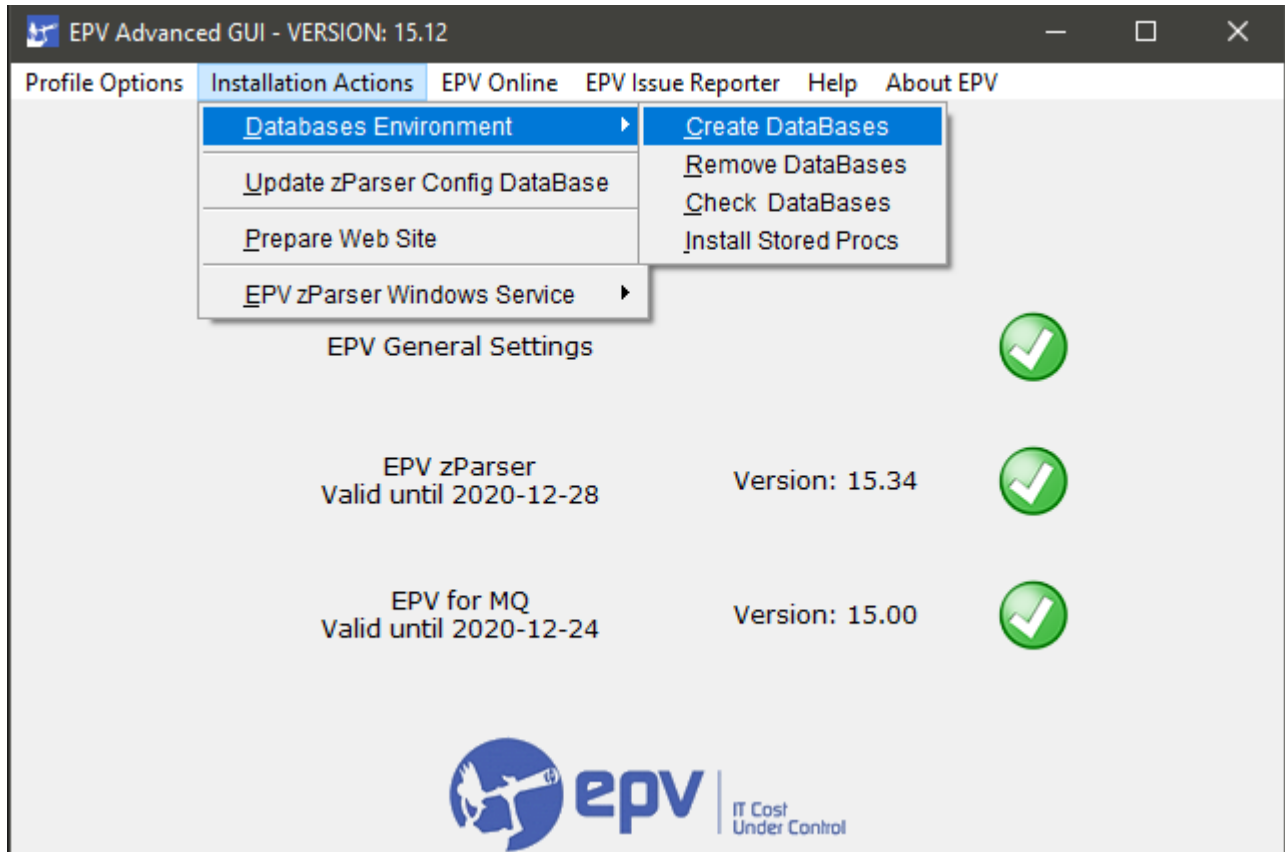 EPV Advanced GUI - VERSION: 15.12
Profile Options Installation Actions EPV Online EPV Issue Reporter Help About EPV
Databases Environment
Create DataBases
Remove DataBases
Check DataBases
Install Stored Procs
Update zParser Config DataBase
Prepare Web Site
EPV zParser Windows Service
EPV General Settings
EPV zParser
Valid until 2020-12-28
Version: 15.34
EPV for MQ
Valid until 2020-12-24
Version: 15.00
epv
IT Cost
Under Control